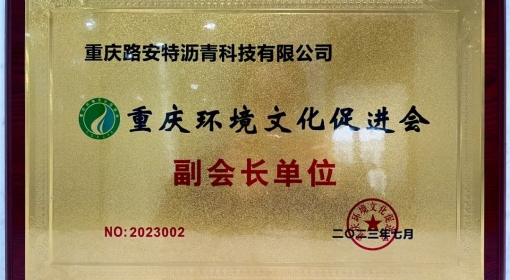 重庆路安特沥青科技有限公司
重庆环境文化促进会
副会长单位
NO:2023002
二〇二三年七月